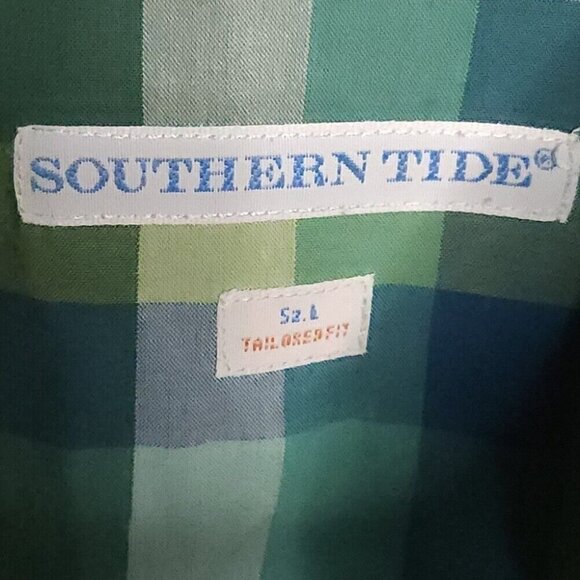 SOUTHERN TIDE®
Sz. L
TAILORED FIT